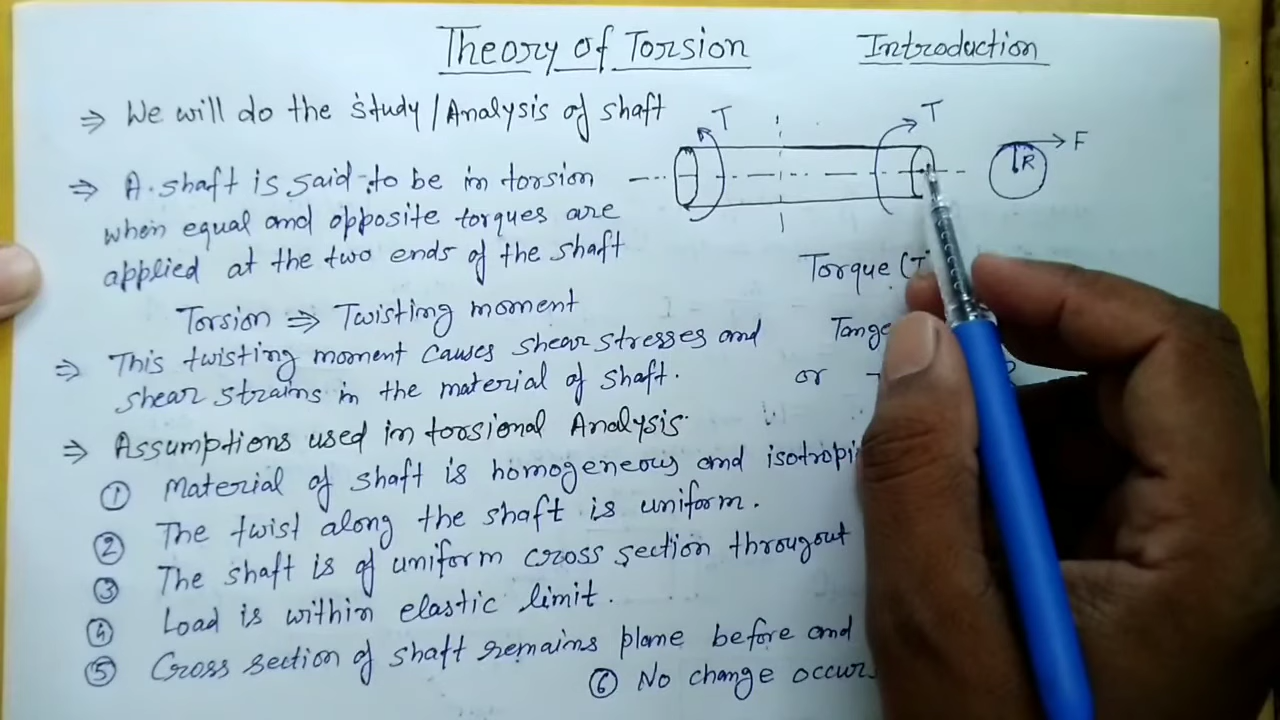 Theory of Torsion Introduction
⇒ We will do the study/Analysis of shaft
T T
F
R
⇒ A shaft is said to be in torsion
when equal and opposite torques are
applied at the two ends of the shaft
Torque (T
Torsion ⇒ Twisting moment
⇒ This twisting moment causes shear stresses and
shear strains in the material of shaft.
or
⇒ Assumptions used in torsional Analysis.
① Material of shaft is homogeneous and
② The twist along the shaft is uniform.
③ The shaft is of uniform cross section througout
④ Load is within elastic limit.
⑤ Cross section of shaft remains plane before and
⑥ No change occurs